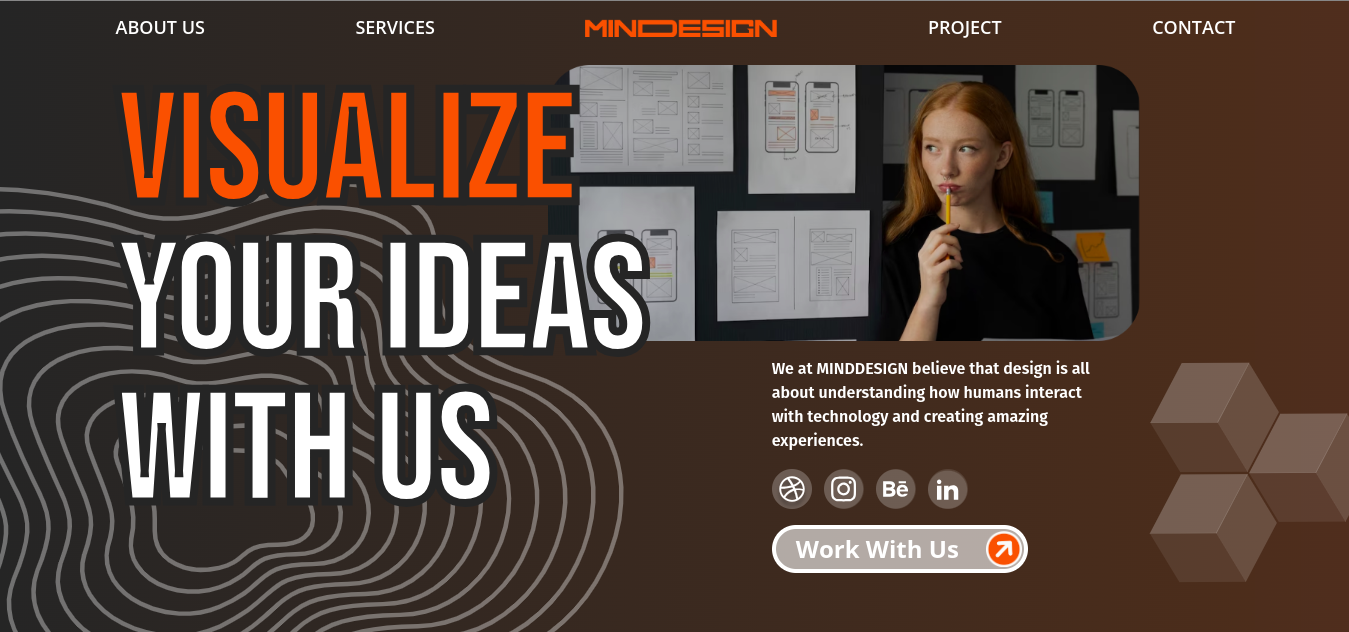 ABOUT US
SERVICES
MINDESIGN
PROJECT
CONTACT
VISUALIZE
YOUR IDEAS
WITH US
We at MINDDESIGN believe that design is all
about understanding how humans interact
with technology and creating amazing
experiences.
Bē
in
Work With Us